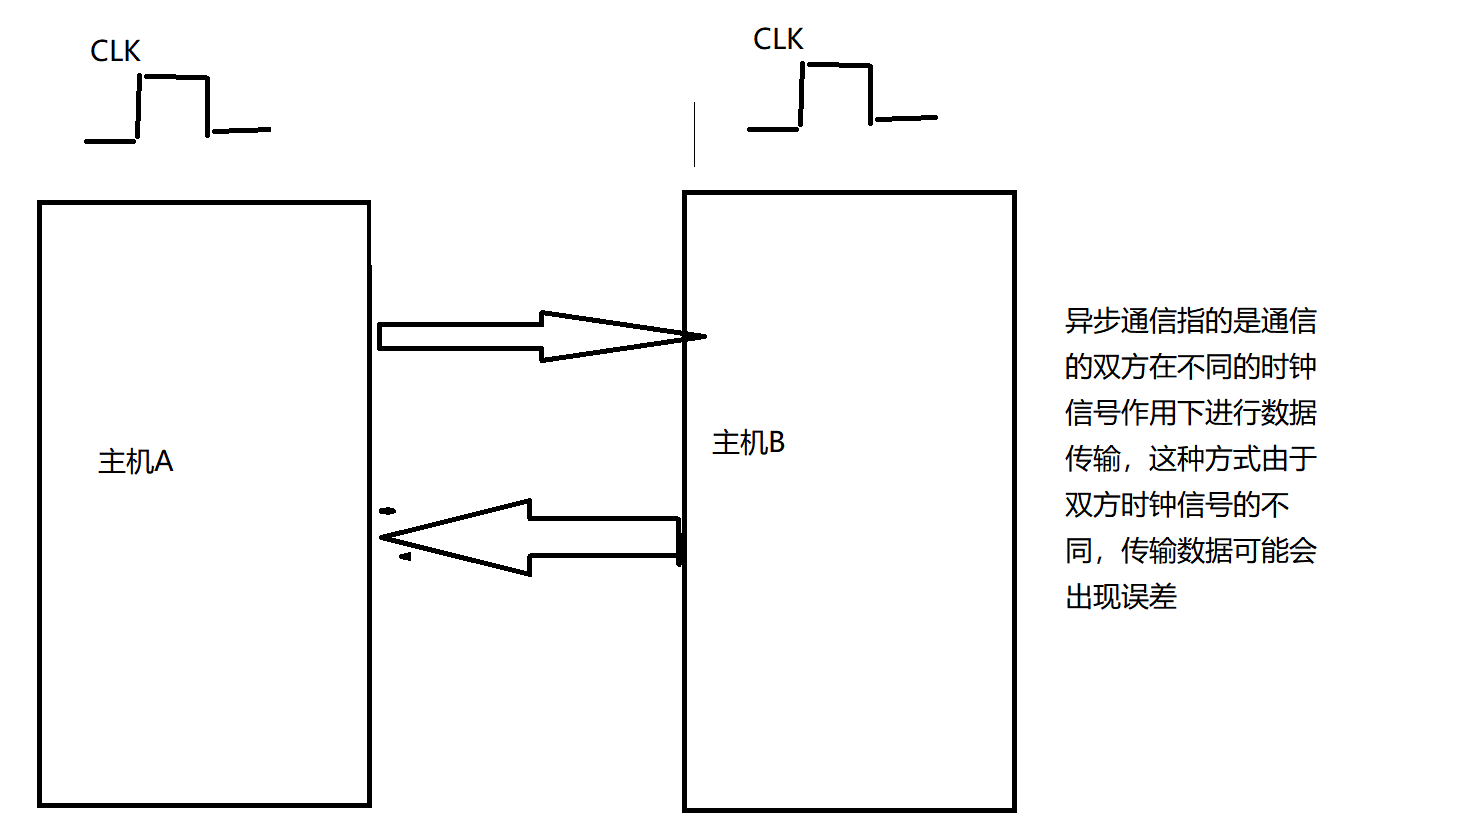 CLK
CLK
主机A
主机B
异步通信指的是通信
的双方在不同的时钟
信号作用下进行数据
传输，这种方式由于
双方时钟信号的不
同，传输数据可能会
出现误差